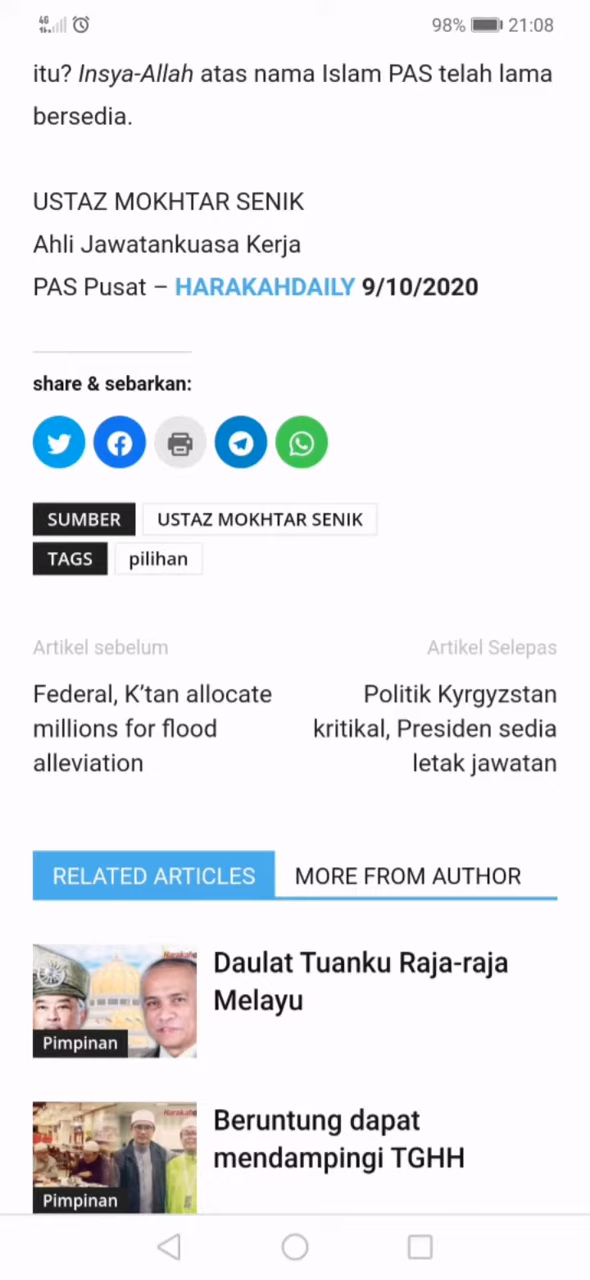 4G
98% 21:08
itu? Insya-Allah atas nama Islam PAS telah lama
bersedia.
USTAZ MOKHTAR SENIK
Ahli Jawatankuasa Kerja
PAS Pusat – HARAKAHDAILY 9/10/2020
share & sebarkan:
SUMBER USTAZ MOKHTAR SENIK
TAGS pilihan
Artikel sebelum
Federal, K’tan allocate
millions for flood
alleviation
Artikel Selepas
Politik Kyrgyzstan
kritikal, Presiden sedia
letak jawatan
RELATED ARTICLES MORE FROM AUTHOR
Pimpinan
Daulat Tuanku Raja-raja
Melayu
Pimpinan
Beruntung dapat
mendampingi TGHH